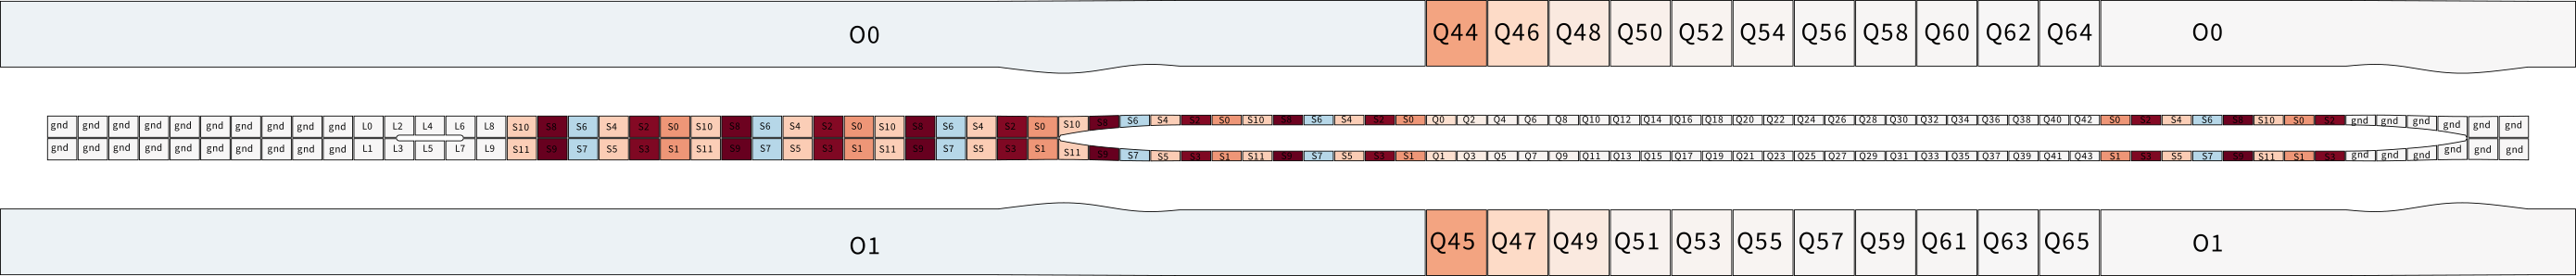 O0 Q44 Q46 Q48 Q50 Q52 Q54 Q56 Q58 Q60 Q62 Q64 O0
gnd gnd gnd gnd gnd gnd gnd gnd gnd gnd L0 L2 L4 L6 L8 S10 S8 S6 S4 S2 S0 S10 S8 S6 S4 S2 S0 S10 S8 S6 S4 S2 S0 S10 S8 S6 S4 S2 S0 S10 S8 S6 S4 S2 S0 Q0 Q2 Q4 Q6 Q8 Q10 Q12 Q14 Q16 Q18 Q20 Q22 Q24 Q26 Q28 Q30 Q32 Q34 Q36 Q38 Q40 Q42 S0 S2 S4 S6 S8 S10 S0 S2 gnd gnd gnd gnd gnd gnd
gnd gnd gnd gnd gnd gnd gnd gnd gnd gnd L1 L3 L5 L7 L9 S11 S9 S7 S5 S3 S1 S11 S9 S7 S5 S3 S1 S11 S9 S7 S5 S3 S1 S11 S9 S7 S5 S3 S1 S11 S9 S7 S5 S3 S1 Q1 Q3 Q5 Q7 Q9 Q11 Q13 Q15 Q17 Q19 Q21 Q23 Q25 Q27 Q29 Q31 Q33 Q35 Q37 Q39 Q41 Q43 S1 S3 S5 S7 S9 S11 S1 S3 gnd gnd gnd gnd gnd gnd
O1 Q45 Q47 Q49 Q51 Q53 Q55 Q57 Q59 Q61 Q63 Q65 O1